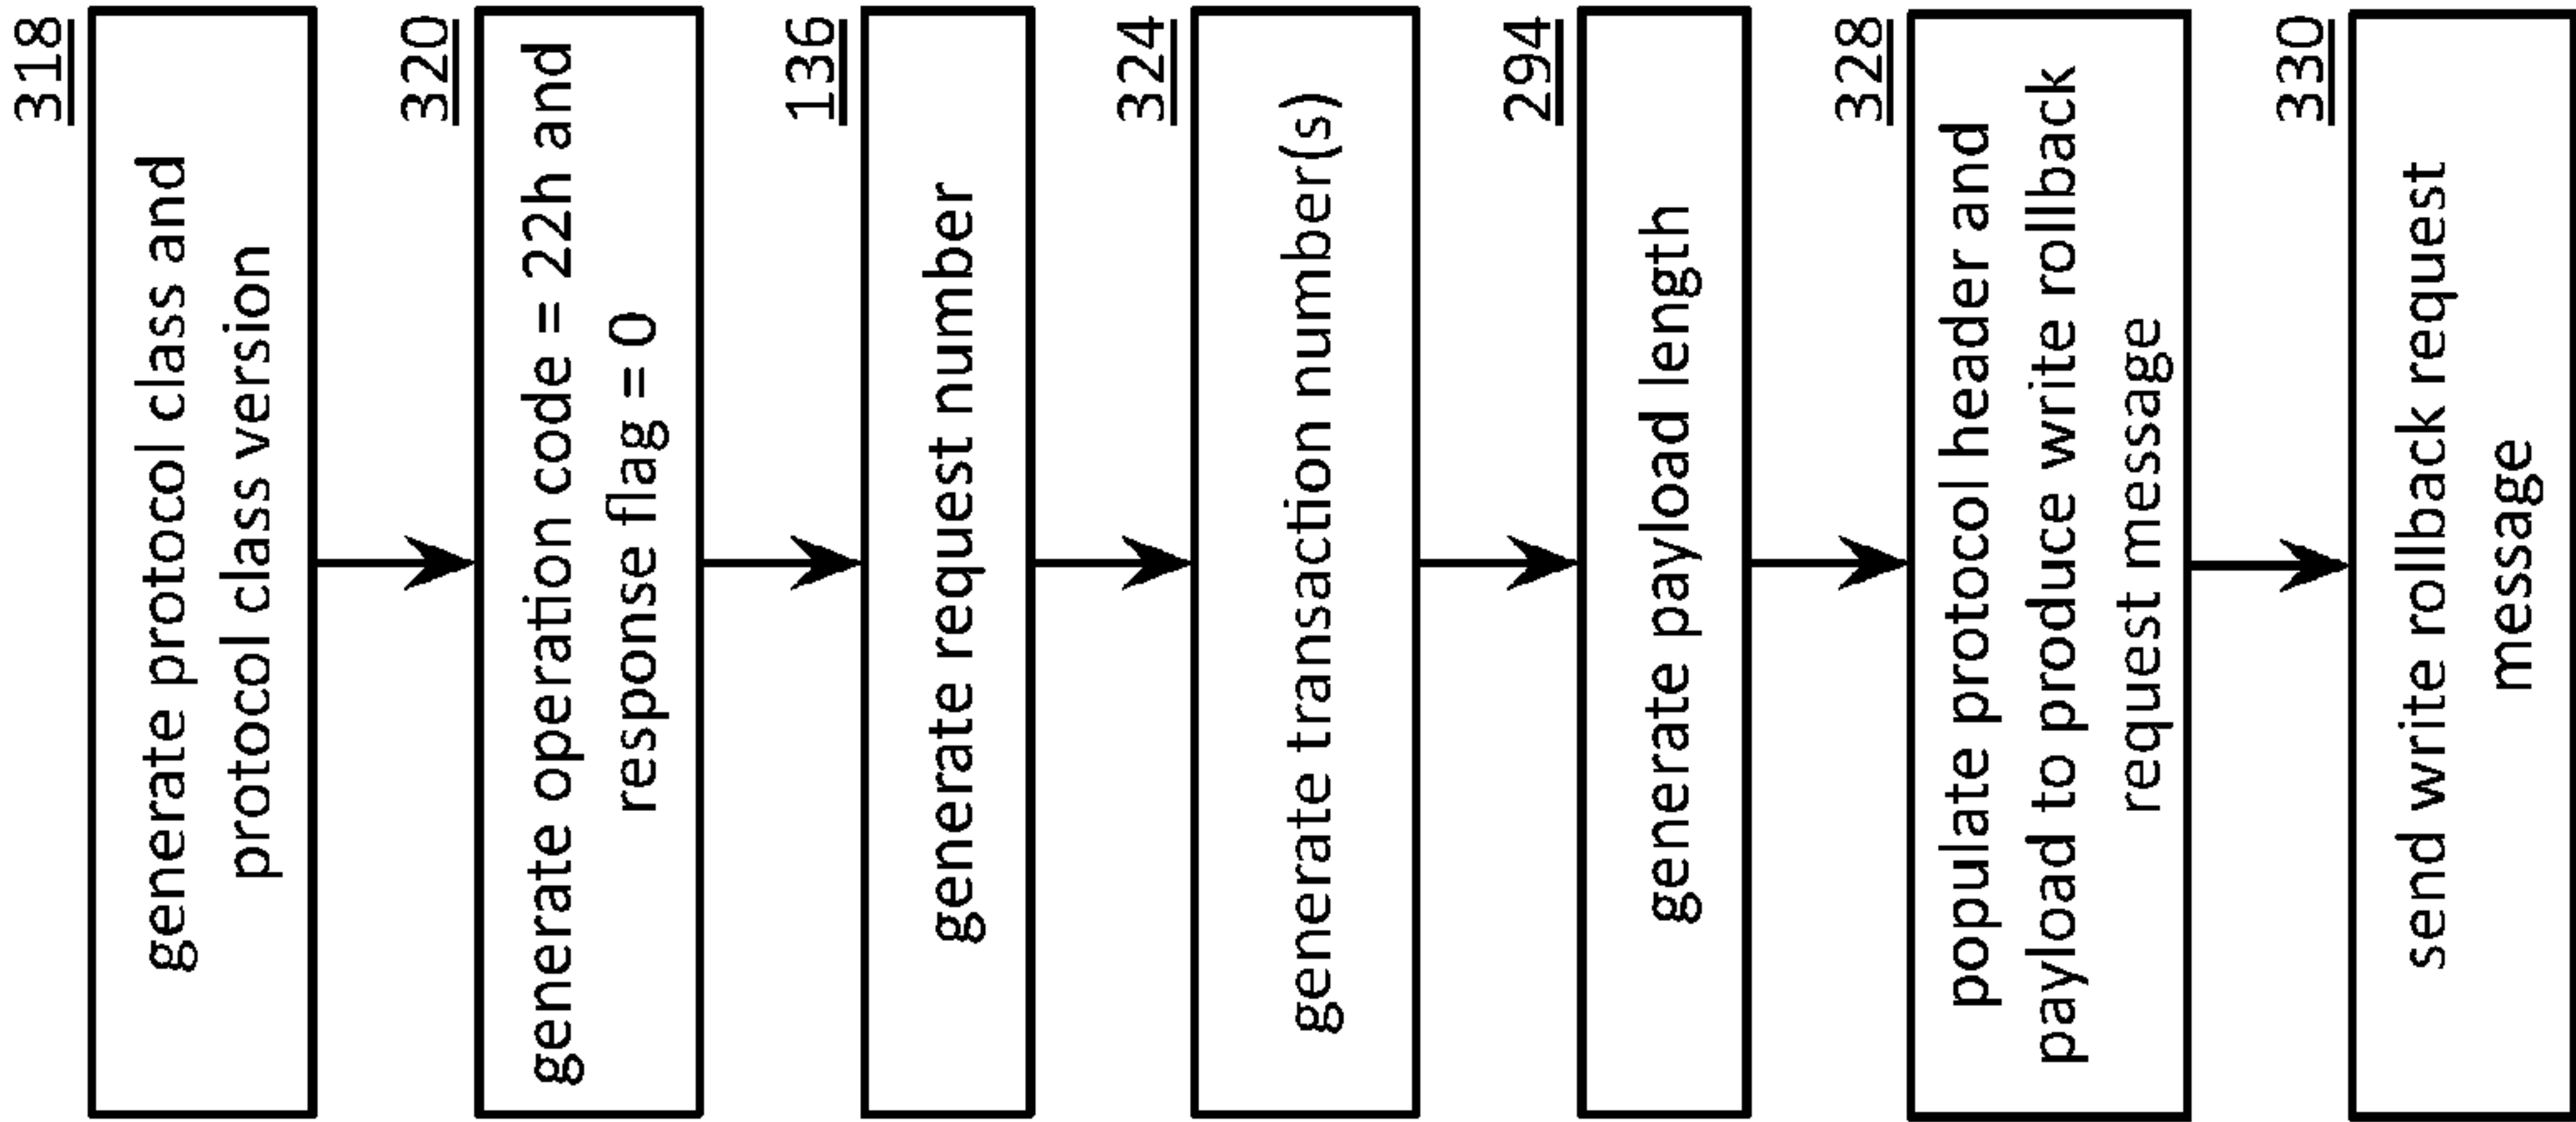 318
generate protocol class and
protocol class version
320
generate operation code = 22h and
response flag = 0
136
generate request number
324
generate transaction number(s)
294
generate payload length
328
populate protocol header and
payload to produce write rollback
request message
330
send write rollback request
message